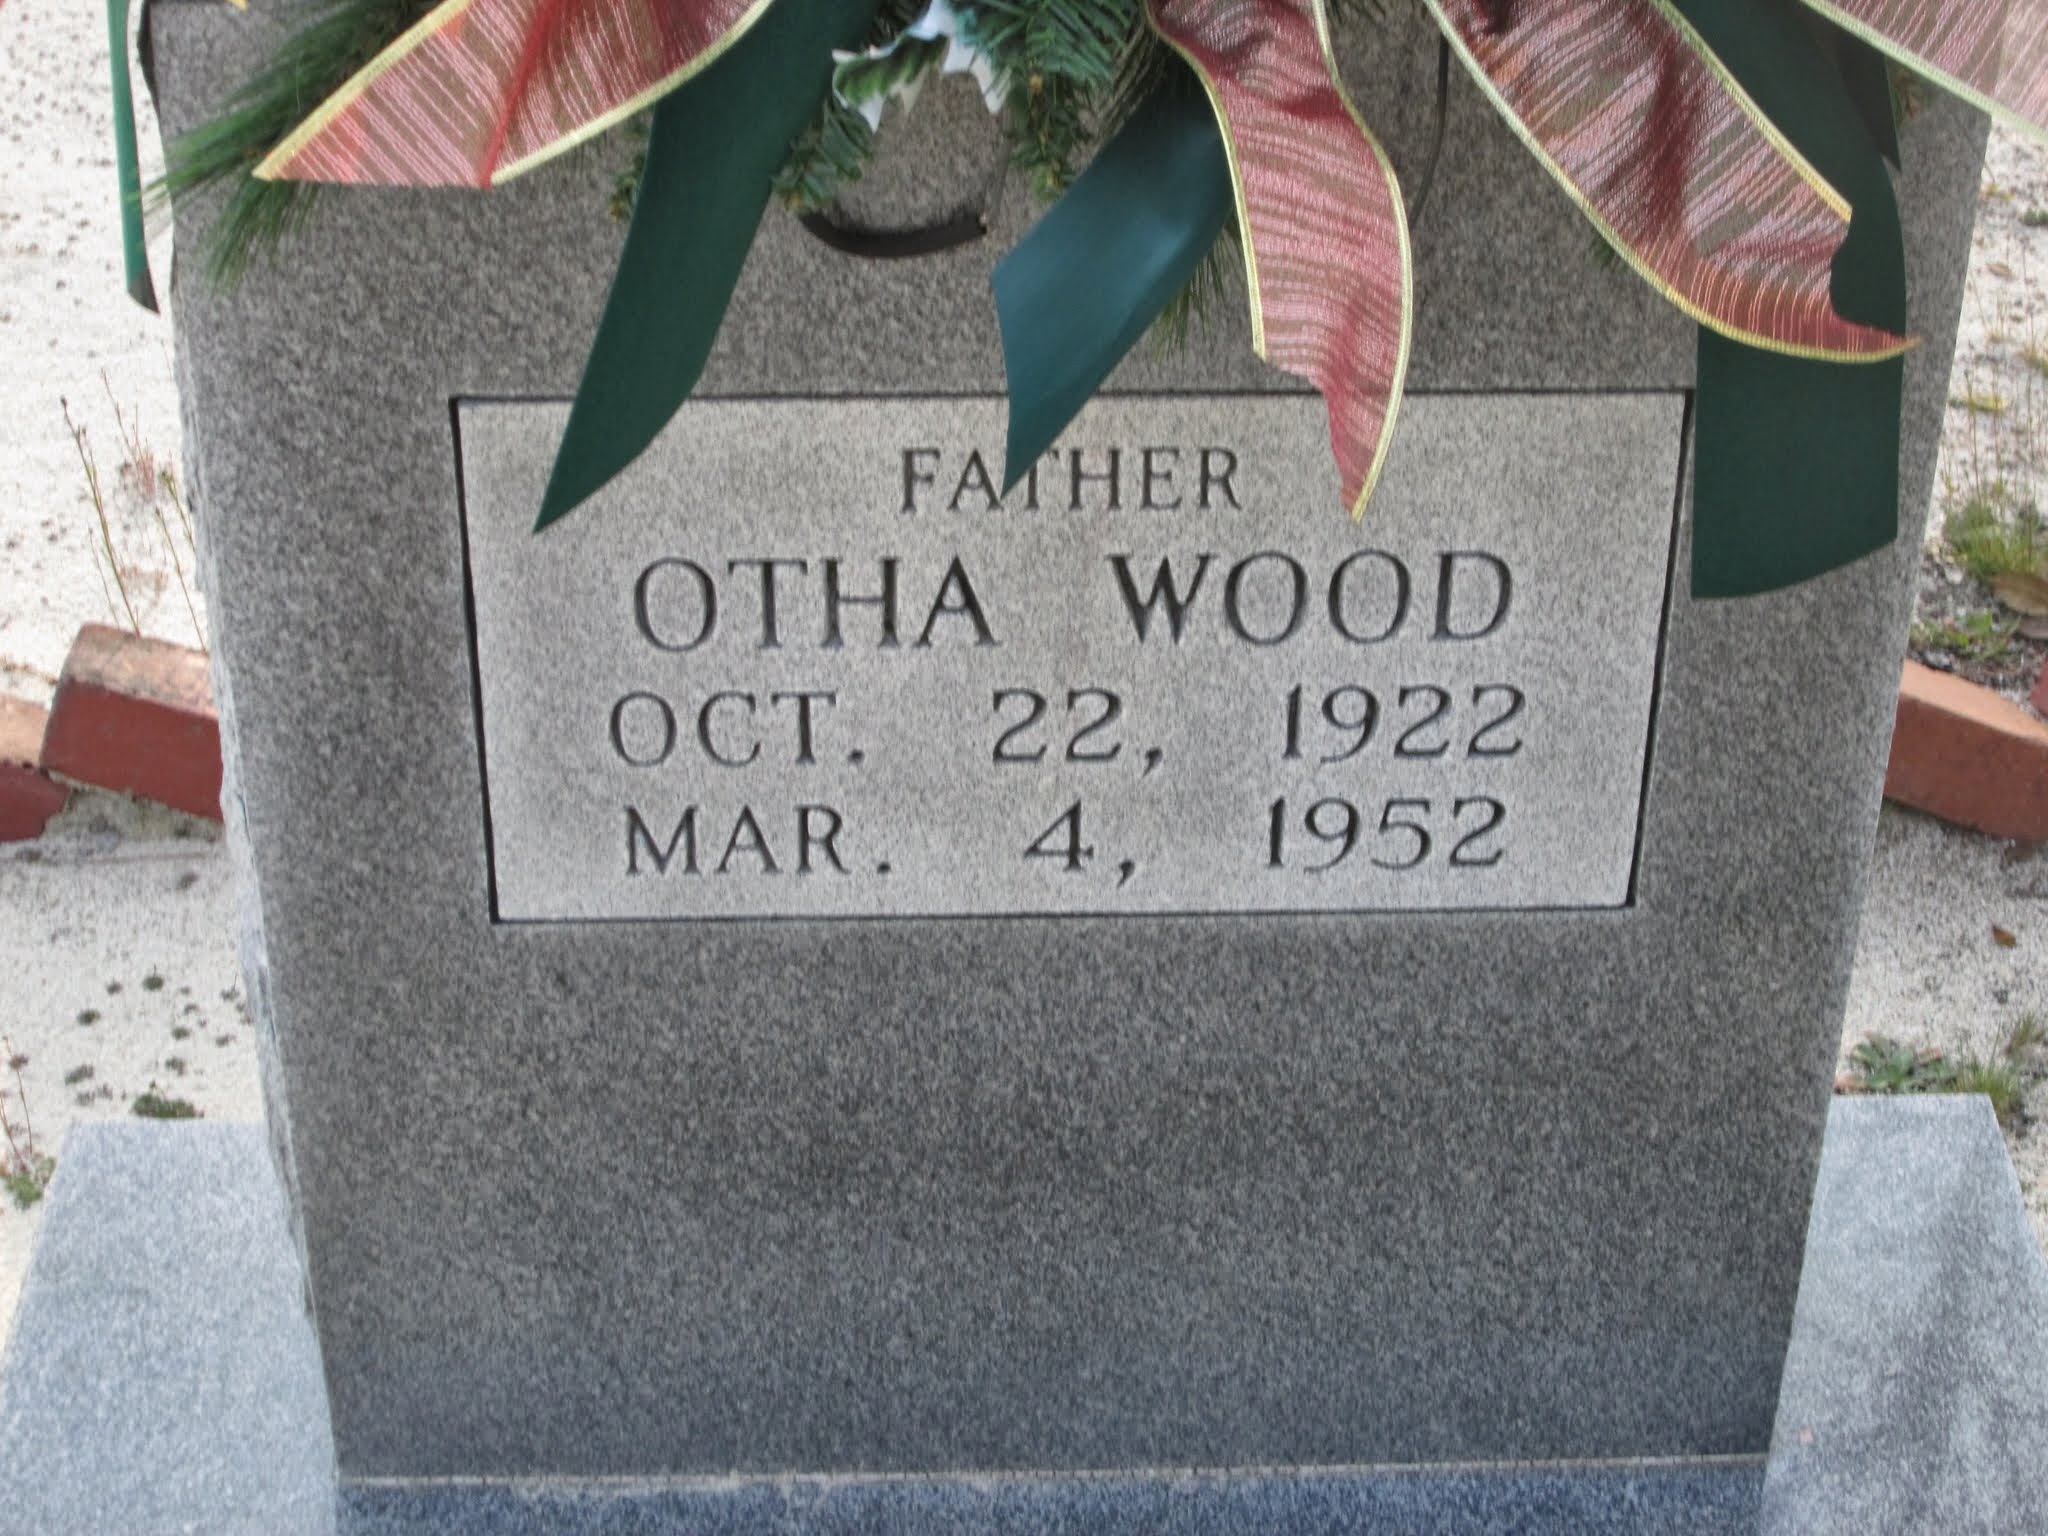 FATHER
OTHA WOOD
OCT. 22, 1922
MAR. 4, 1952